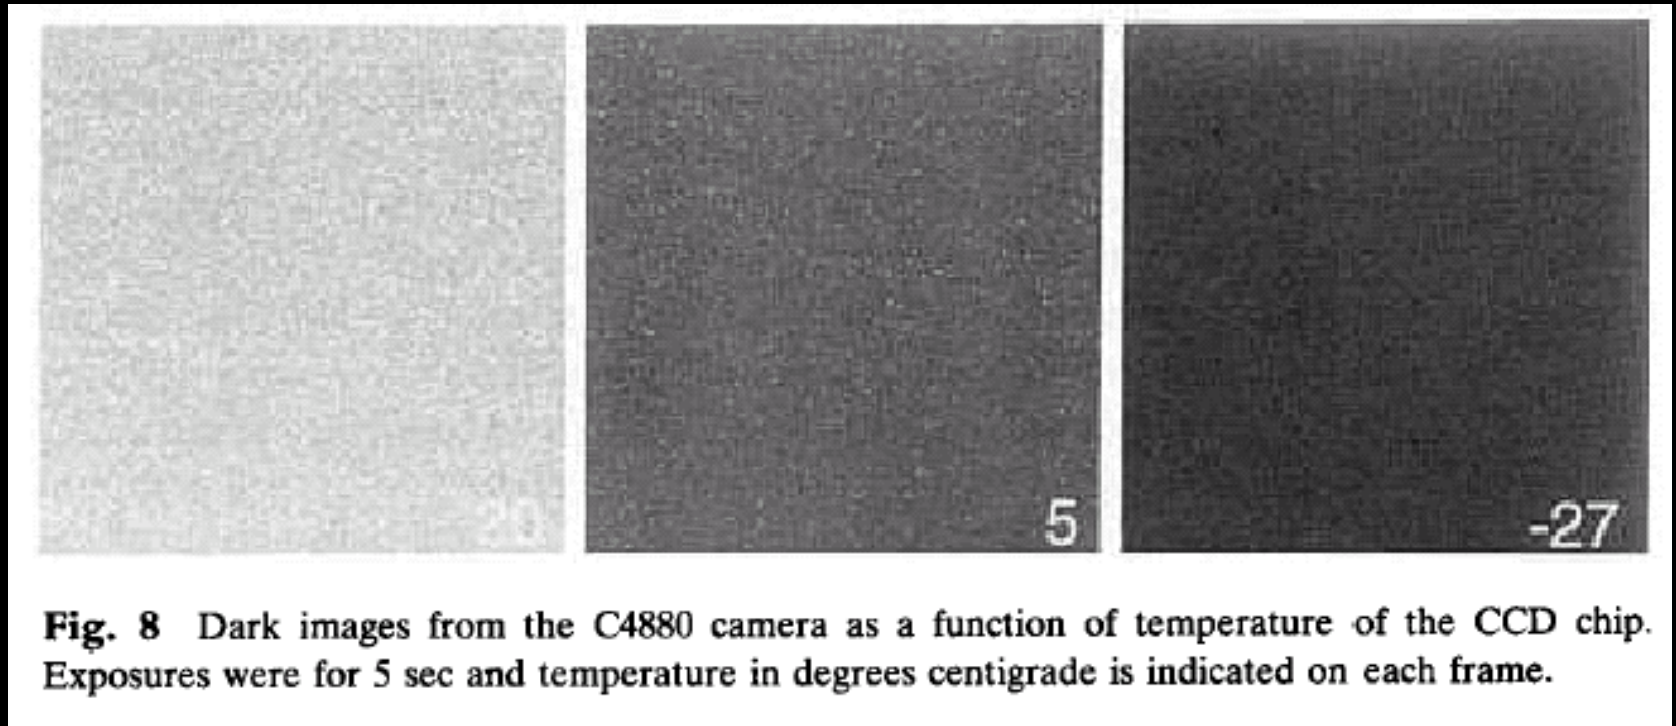 5
-27
Fig. 8 Dark images from the C4880 camera as a function of temperature of the CCD chip.
Exposures were for 5 sec and temperature in degrees centigrade is indicated on each frame.